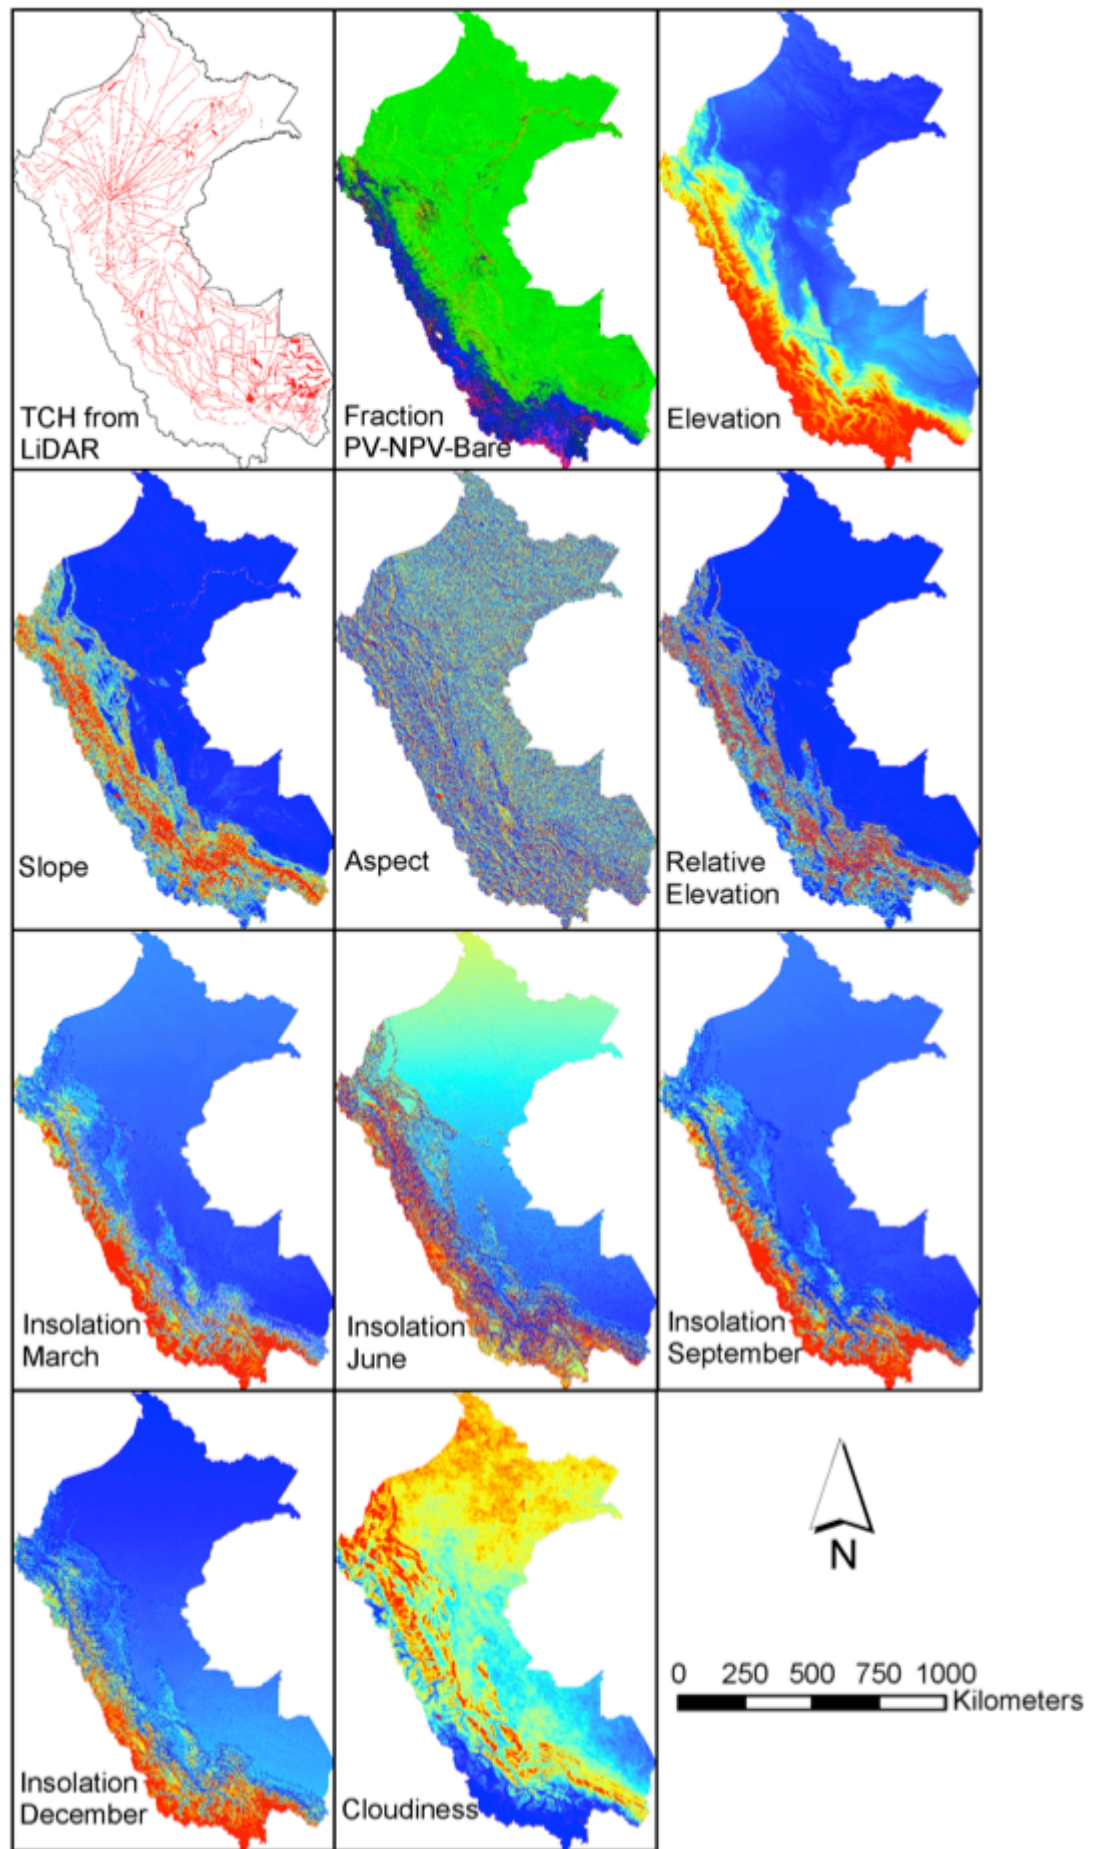 TCH from
LiDAR
Fraction
PV-NPV-Bare
Elevation
Slope
Aspect
Relative
Elevation
Insolation
March
Insolation
June
Insolation
September
Insolation
December
Cloudiness
N
0 250 500 750 1000
Kilometers